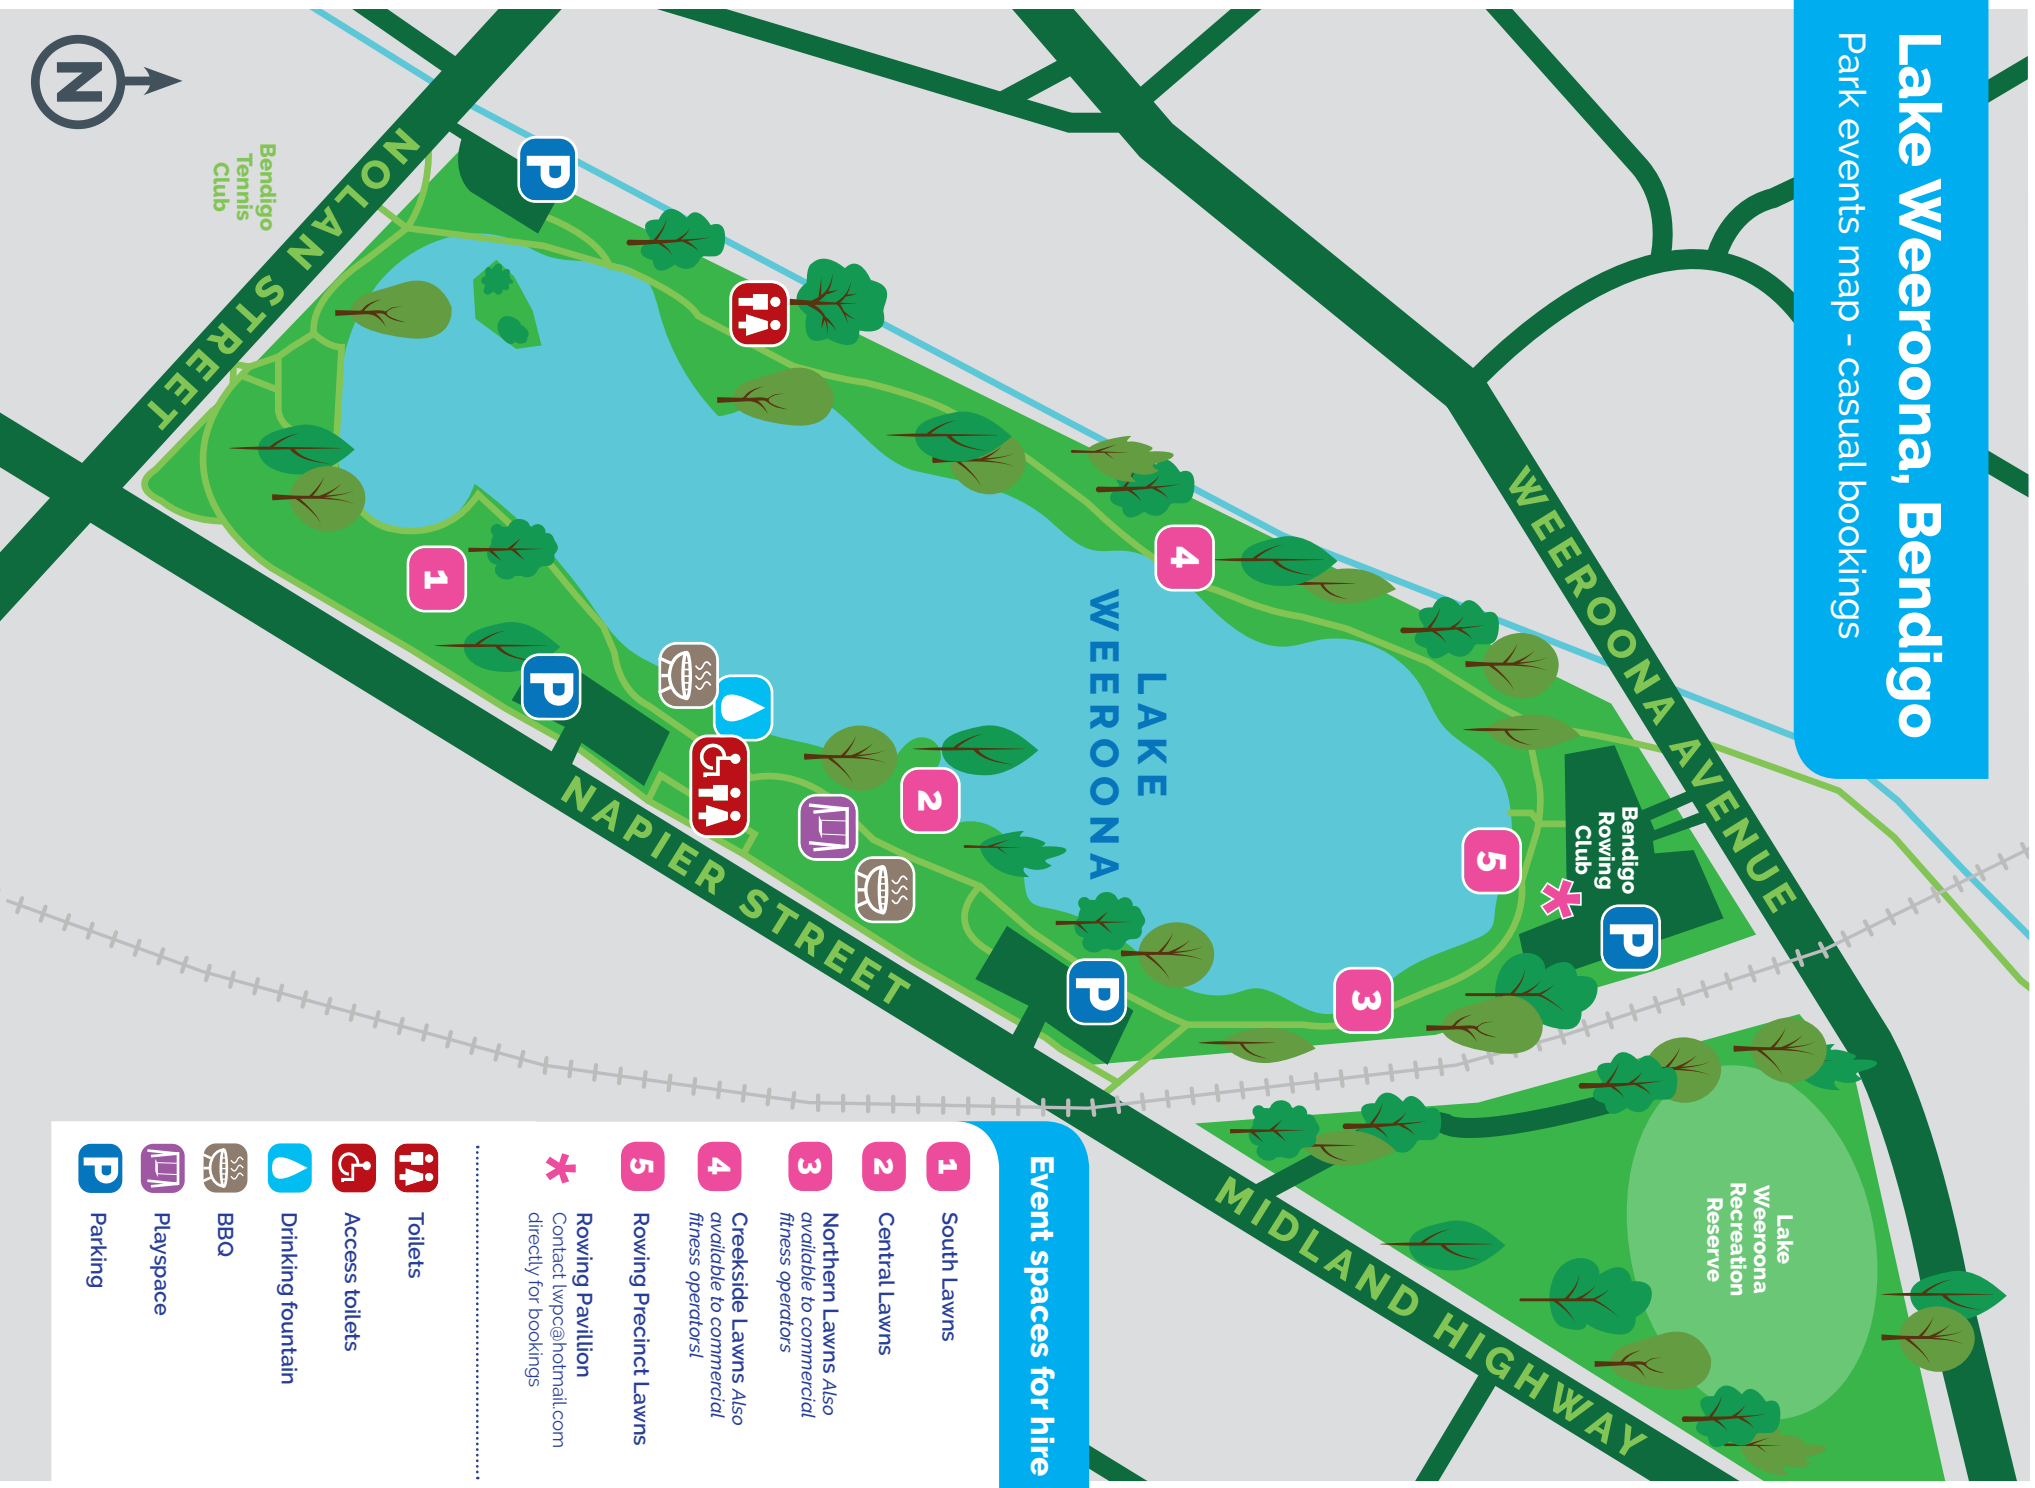 Lake Weeroona, Bendigo
Park events map - casual bookings
N
Bendigo
Tennis
Club
NOLAN STREET
WEEROONA AVENUE
LAKE
WEEROONA
NAPIER STREET
MIDLAND HIGHWAY
Bendigo
Rowing
Club
Lake
Weeroona
Recreation
Reserve
P
P
P
P
1
2
3
4
5
*
Event spaces for hire
1 South Lawns
2 Central Lawns
3 Northern Lawns Also
available to commercial
fitness operators
4 Creekside Lawns Also
available to commercial
fitness operatorsl
5 Rowing Precinct Lawns
* Rowing Pavillion
Contact lwpc@hotmail.com
directly for bookings
Toilets
Access toilets
Drinking fountain
BBQ
Playspace
P Parking